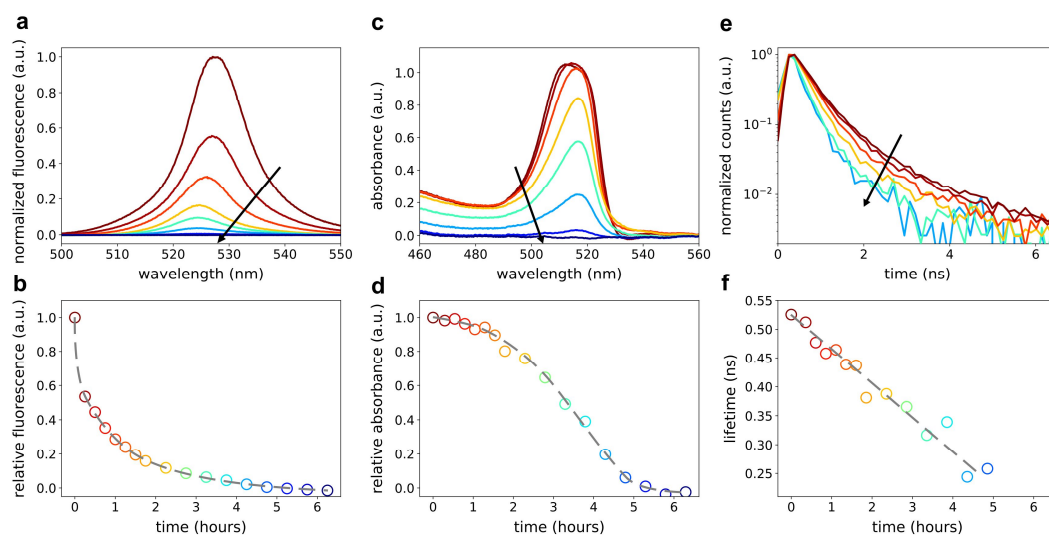 a
normalized fluorescence (a.u.)
1.0
0.8
0.6
0.4
0.2
0.0
500 510 520 530 540 550
wavelength (nm)
c
absorbance (a.u.)
1.0
0.8
0.6
0.4
0.2
0.0
460 480 500 520 540 560
wavelength (nm)
e
normalized counts (a.u.)
10⁰
10⁻¹
10⁻²
0 2 4 6
time (ns)
b
relative fluorescence (a.u.)
1.0
0.8
0.6
0.4
0.2
0.0
0 1 2 3 4 5 6
time (hours)
d
relative absorbance (a.u.)
1.0
0.8
0.6
0.4
0.2
0.0
0 1 2 3 4 5 6
time (hours)
f
lifetime (ns)
0.55
0.50
0.45
0.40
0.35
0.30
0.25
0 1 2 3 4 5 6
time (hours)